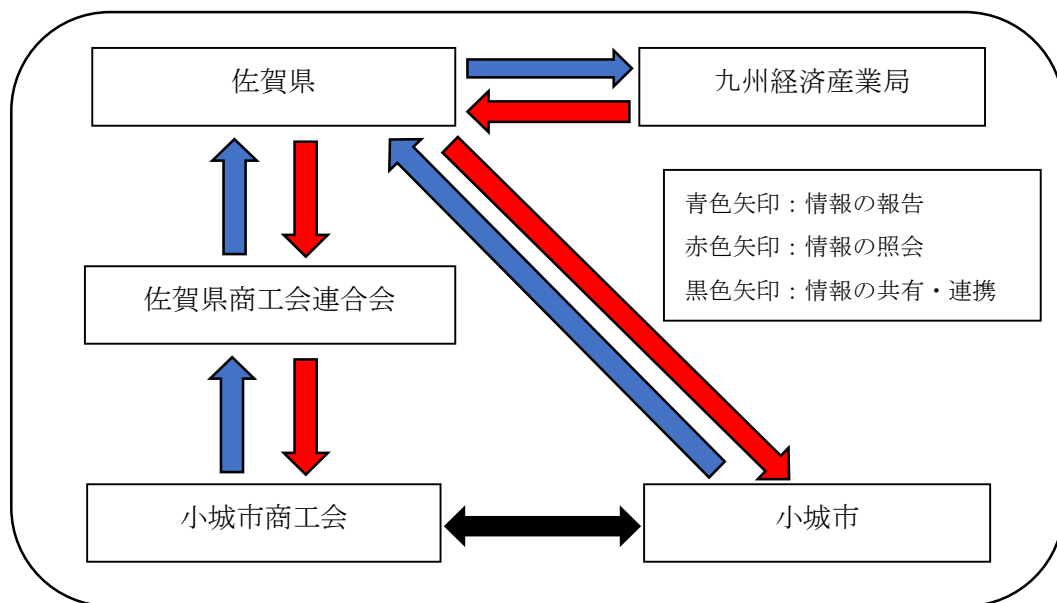 佐賀県
九州経済産業局
青色矢印：情報の報告
赤色矢印：情報の照会
黒色矢印：情報の共有・連携
佐賀県商工会連合会
小城市商工会
小城市